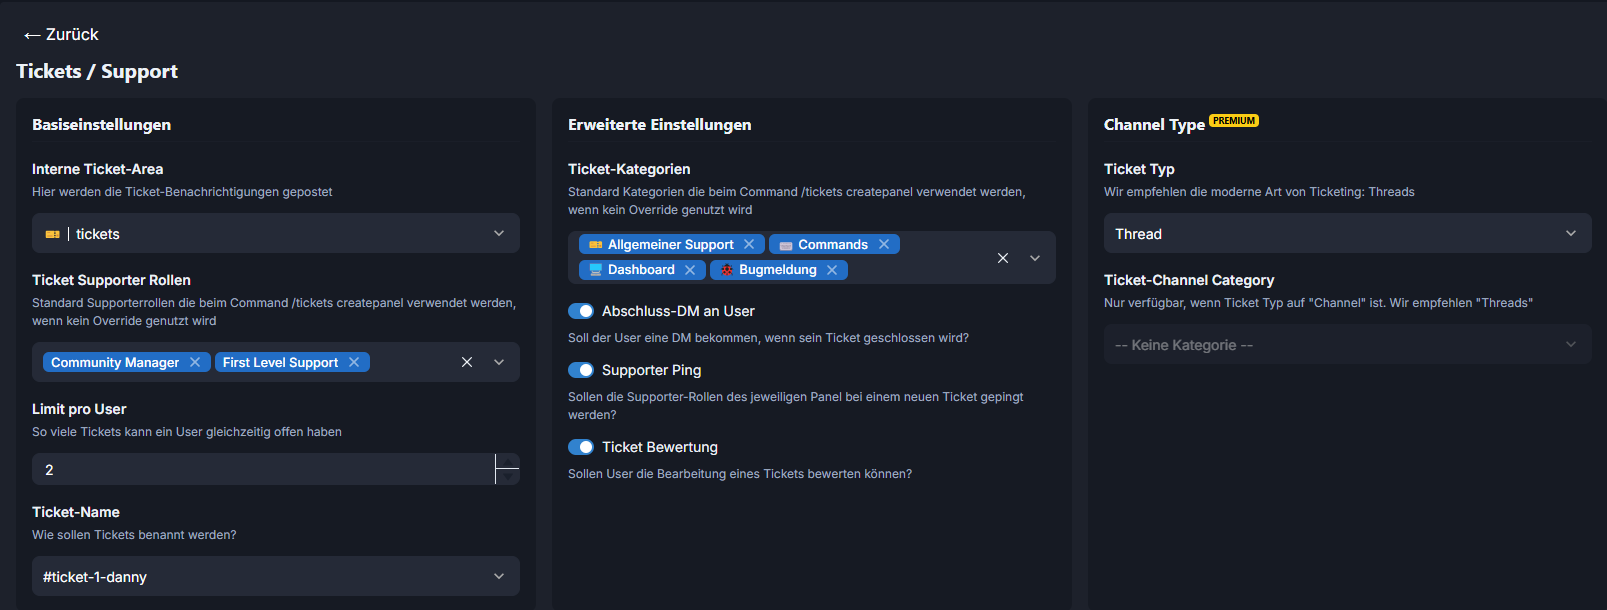 ← Zurück
Tickets / Support
Basiseinstellungen
Interne Ticket-Area
Hier werden die Ticket-Benachrichtigungen gepostet
🎫 | tickets
Ticket Supporter Rollen
Standard Supporterrollen die beim Command /tickets createpanel verwendet werden,
wenn kein Override genutzt wird
Community Manager
First Level Support
Limit pro User
So viele Tickets kann ein User gleichzeitig offen haben
2
Ticket-Name
Wie sollen Tickets benannt werden?
#ticket-1-danny
Erweiterte Einstellungen
Ticket-Kategorien
Standard Kategorien die beim Command /tickets createpanel verwendet werden,
wenn kein Override genutzt wird
Allgemeiner Support
Commands
Dashboard
Bugmeldung
Abschluss-DM an User
Soll der User eine DM bekommen, wenn sein Ticket geschlossen wird?
Supporter Ping
Sollen die Supporter-Rollen des jeweiligen Panel bei einem neuen Ticket gepingt
werden?
Ticket Bewertung
Sollen User die Bearbeitung eines Tickets bewerten können?
Channel Type PREMIUM
Ticket Typ
Wir empfehlen die moderne Art von Ticketing: Threads
Thread
Ticket-Channel Category
Nur verfügbar, wenn Ticket Typ auf "Channel" ist. Wir empfehlen "Threads"
-- Keine Kategorie --